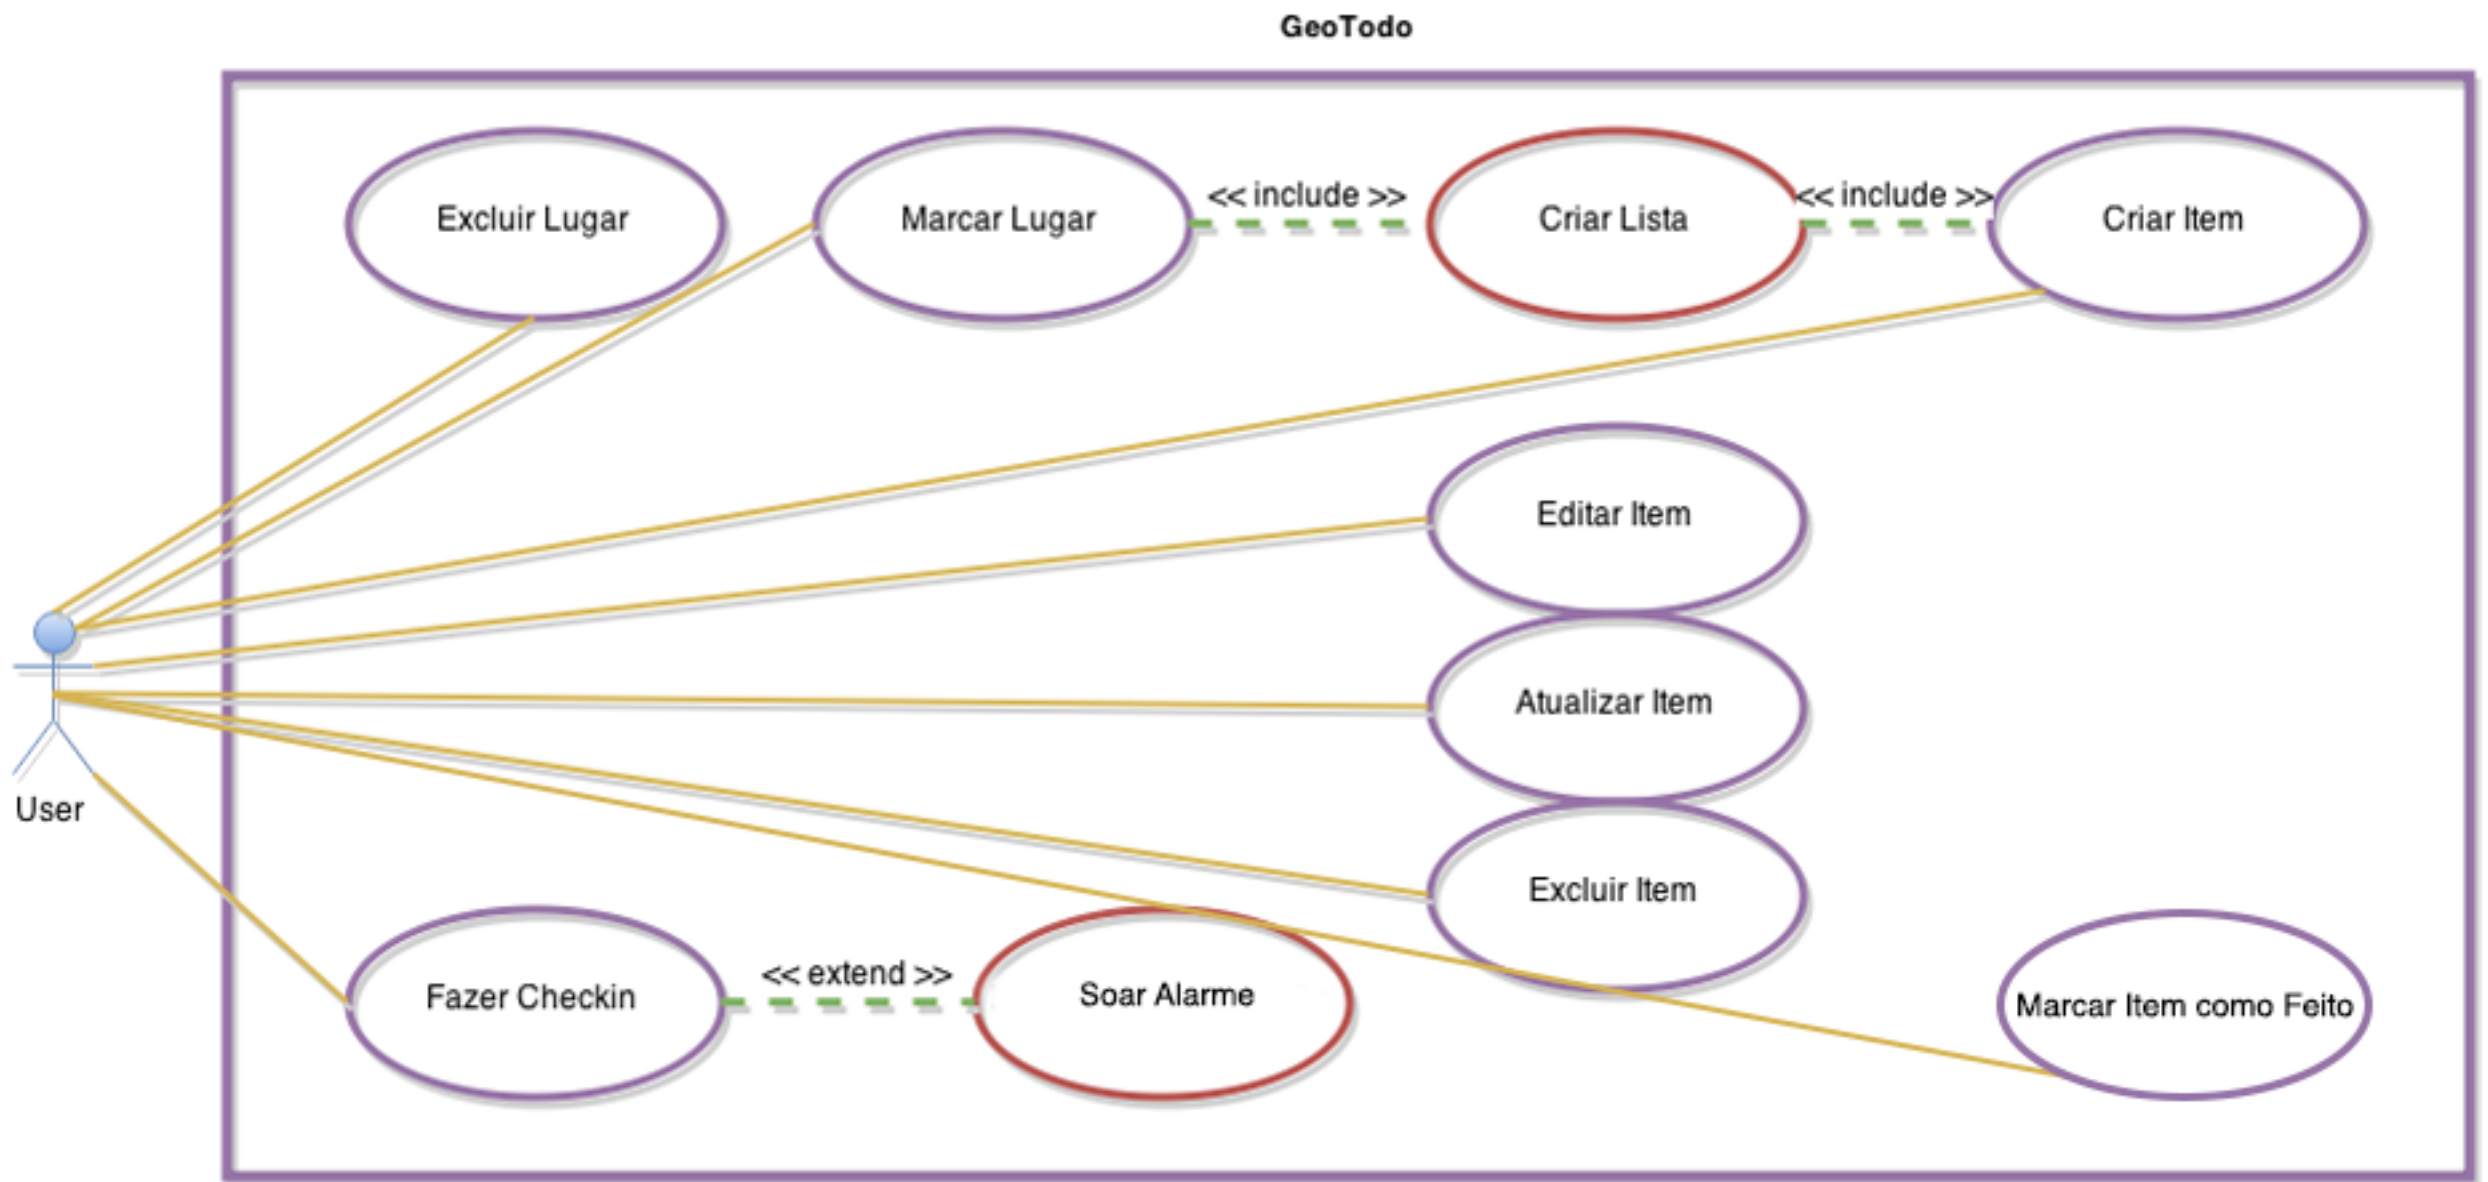 GeoTodo
Excluir Lugar
Marcar Lugar
<< include >>
Criar Lista
<< include >>
Criar Item
Editar Item
Atualizar Item
User
Excluir Item
Fazer Checkin
<< extend >>
Soar Alarme
Marcar Item como Feito